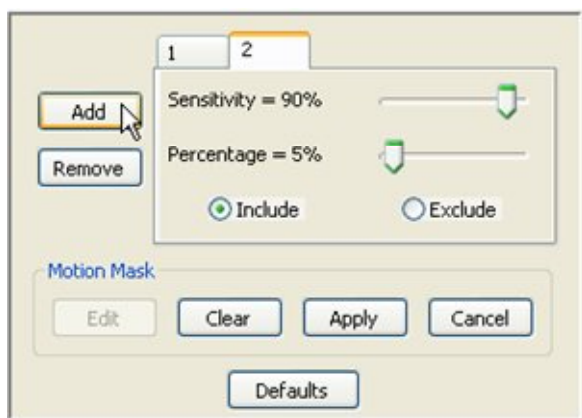 1 2
Add
Sensitivity = 90%
Remove
Percentage = 5%
Include Exclude
Motion Mask
Edit Clear Apply Cancel
Defaults